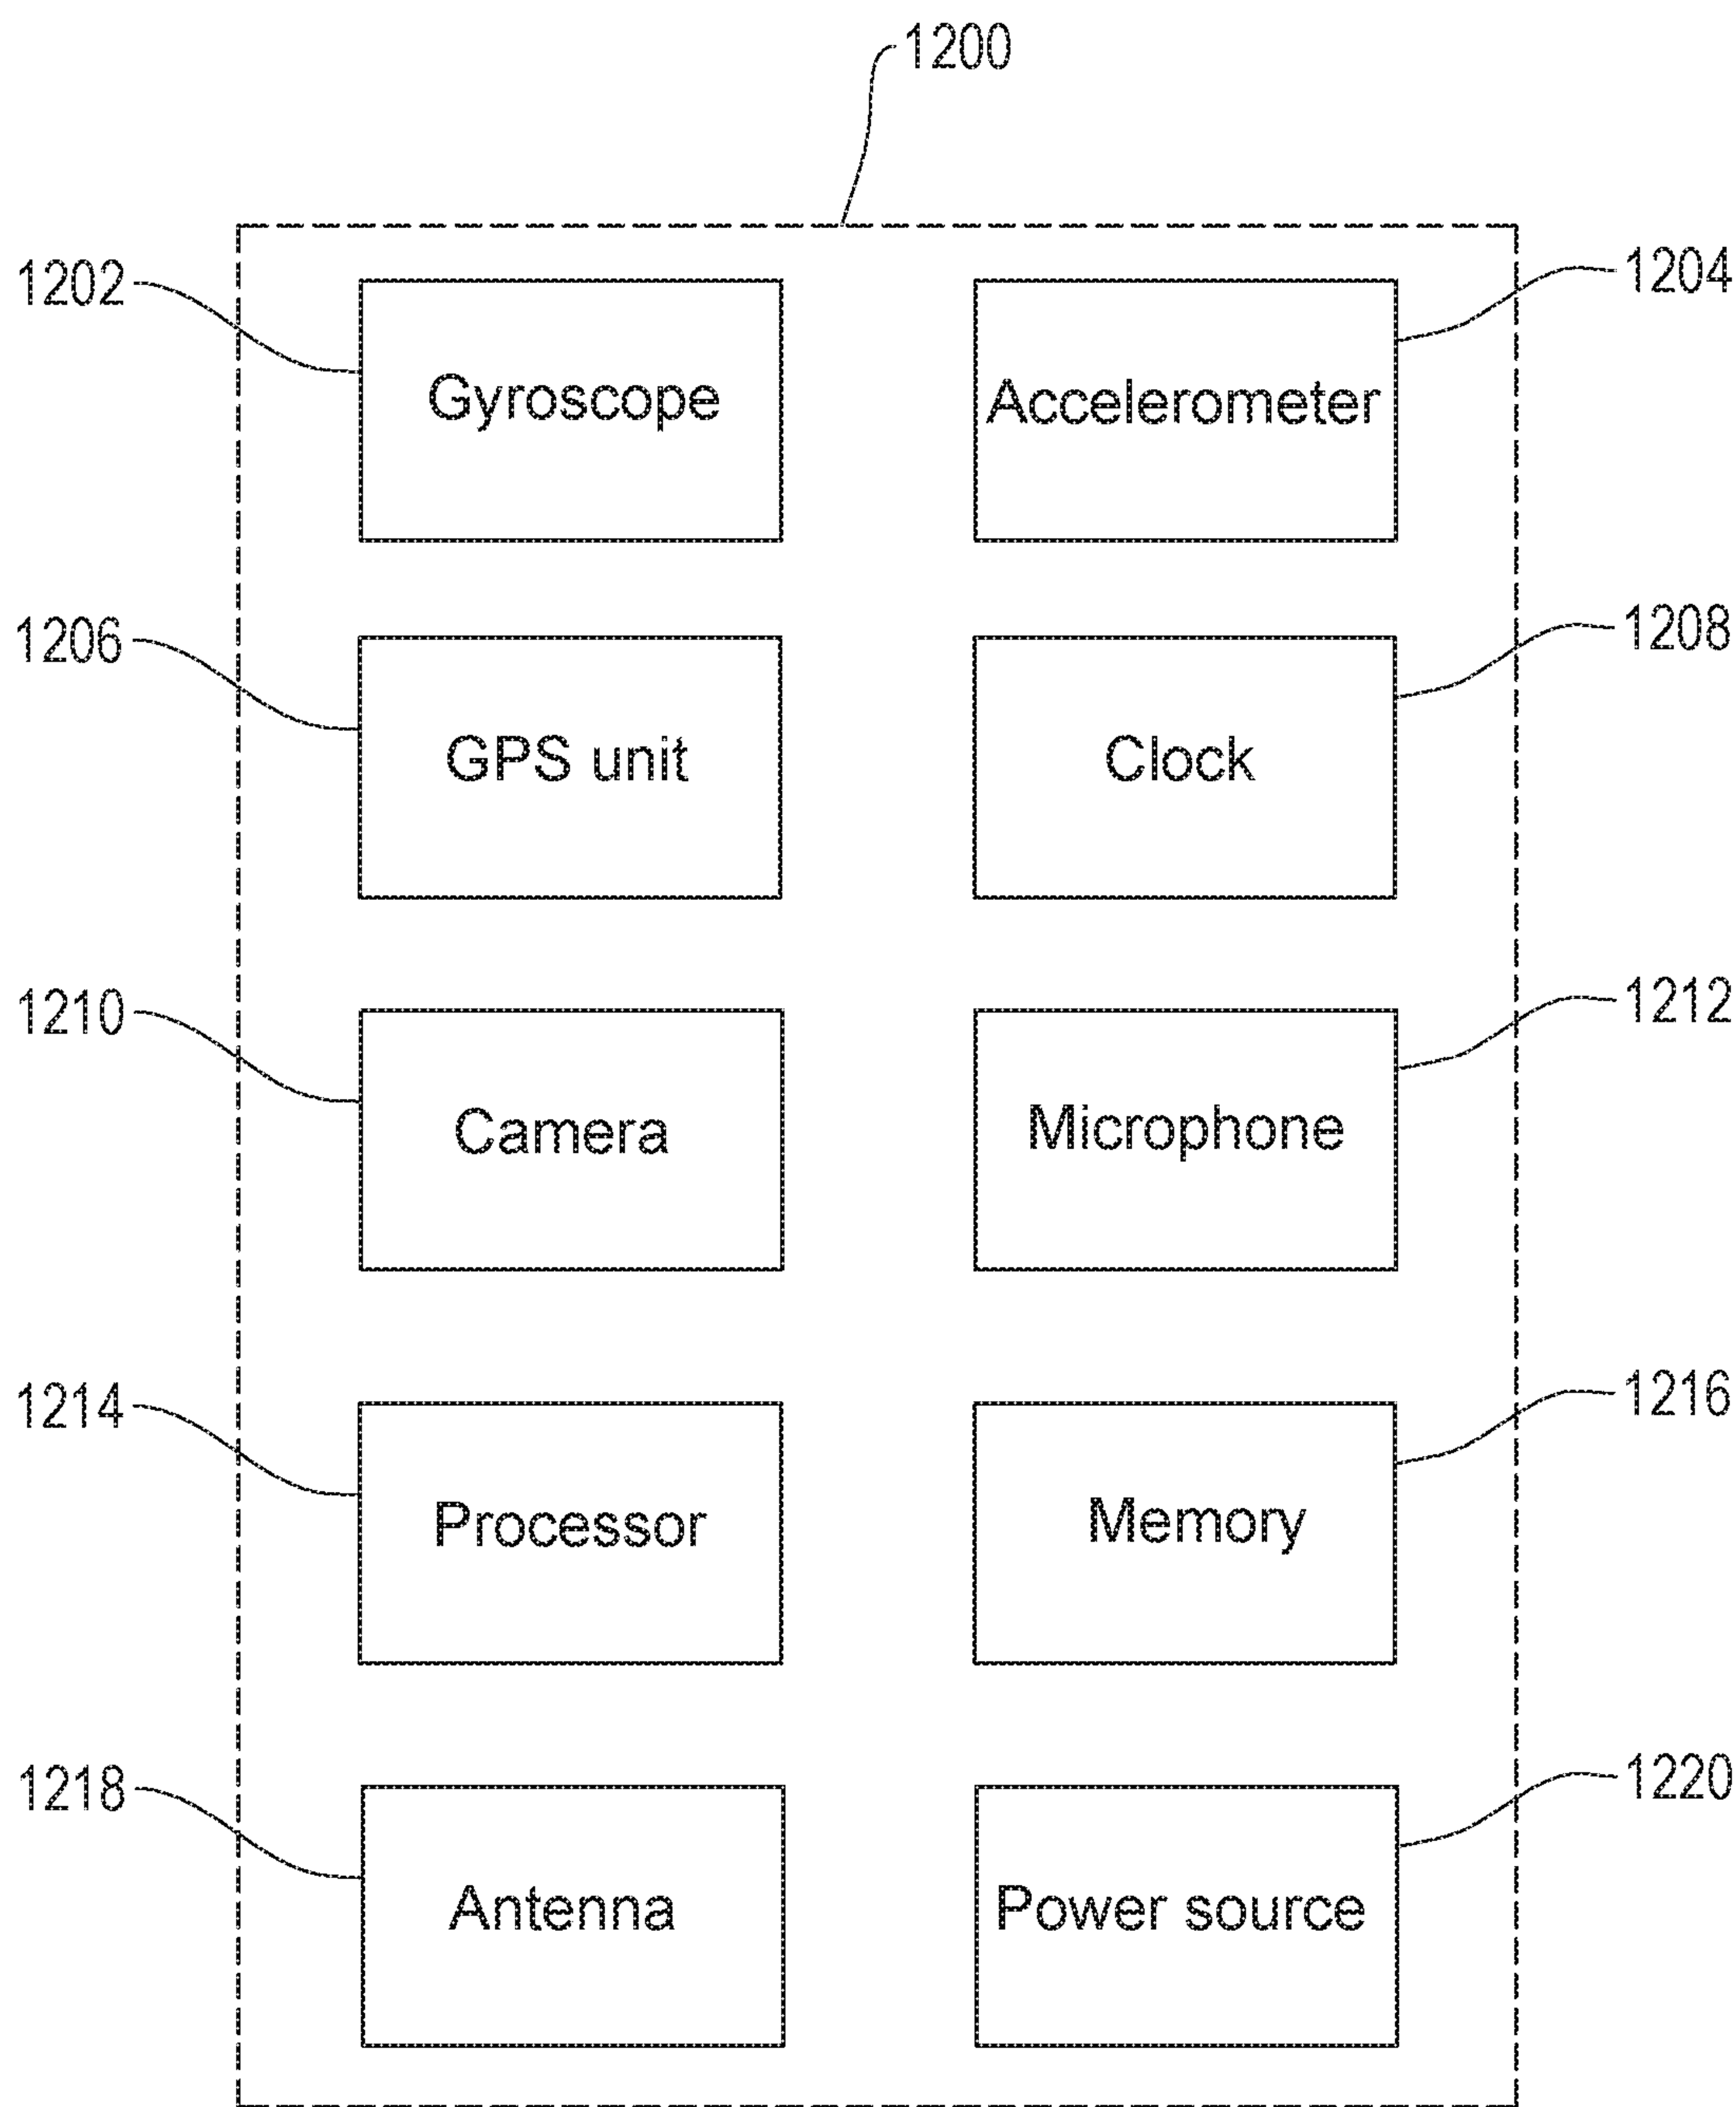 1200
1202
1204
Gyroscope
Accelerometer
1206
1208
GPS unit
Clock
1210
1212
Camera
Microphone
1214
1216
Processor
Memory
1218
1220
Antenna
Power source